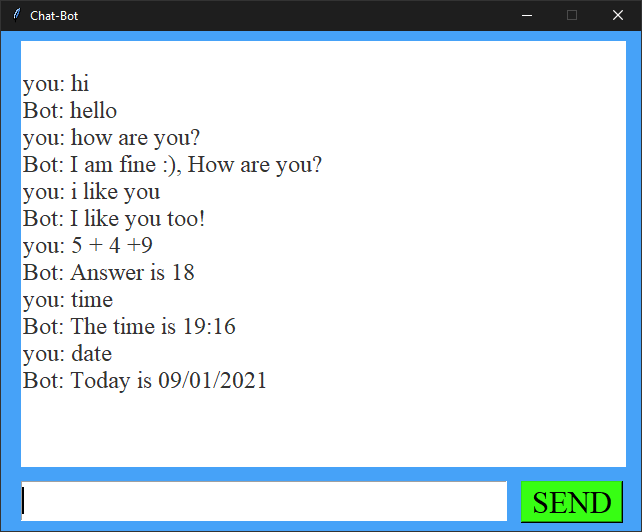 Chat-Bot
you: hi
Bot: hello
you: how are you?
Bot: I am fine :), How are you?
you: i like you
Bot: I like you too!
you: 5 + 4 +9
Bot: Answer is 18
you: time
Bot: The time is 19:16
you: date
Bot: Today is 09/01/2021
SEND